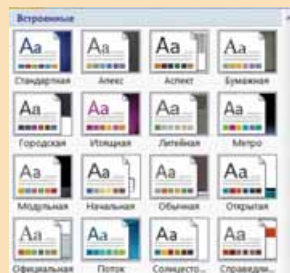 Встроенные
Aa Aa Aa Aa
Стандартная Апекс Аспект Бумажная
Aa Aa Aa Aa
Городская Изящная Литейная Метро
Aa Aa Aa Aa
Модульная Начальная Обычная Открытая
Aa Aa Aa Aa
Официальная Поток Солнцесто... Справедли...